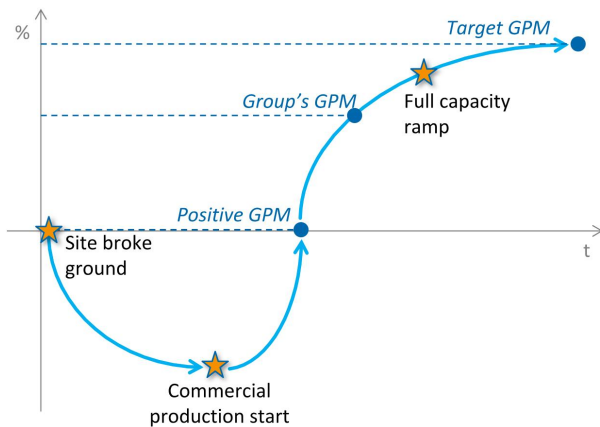 %
Target GPM
Group's GPM
Full capacity
ramp
Positive GPM
Site broke
ground
t
Commercial
production start